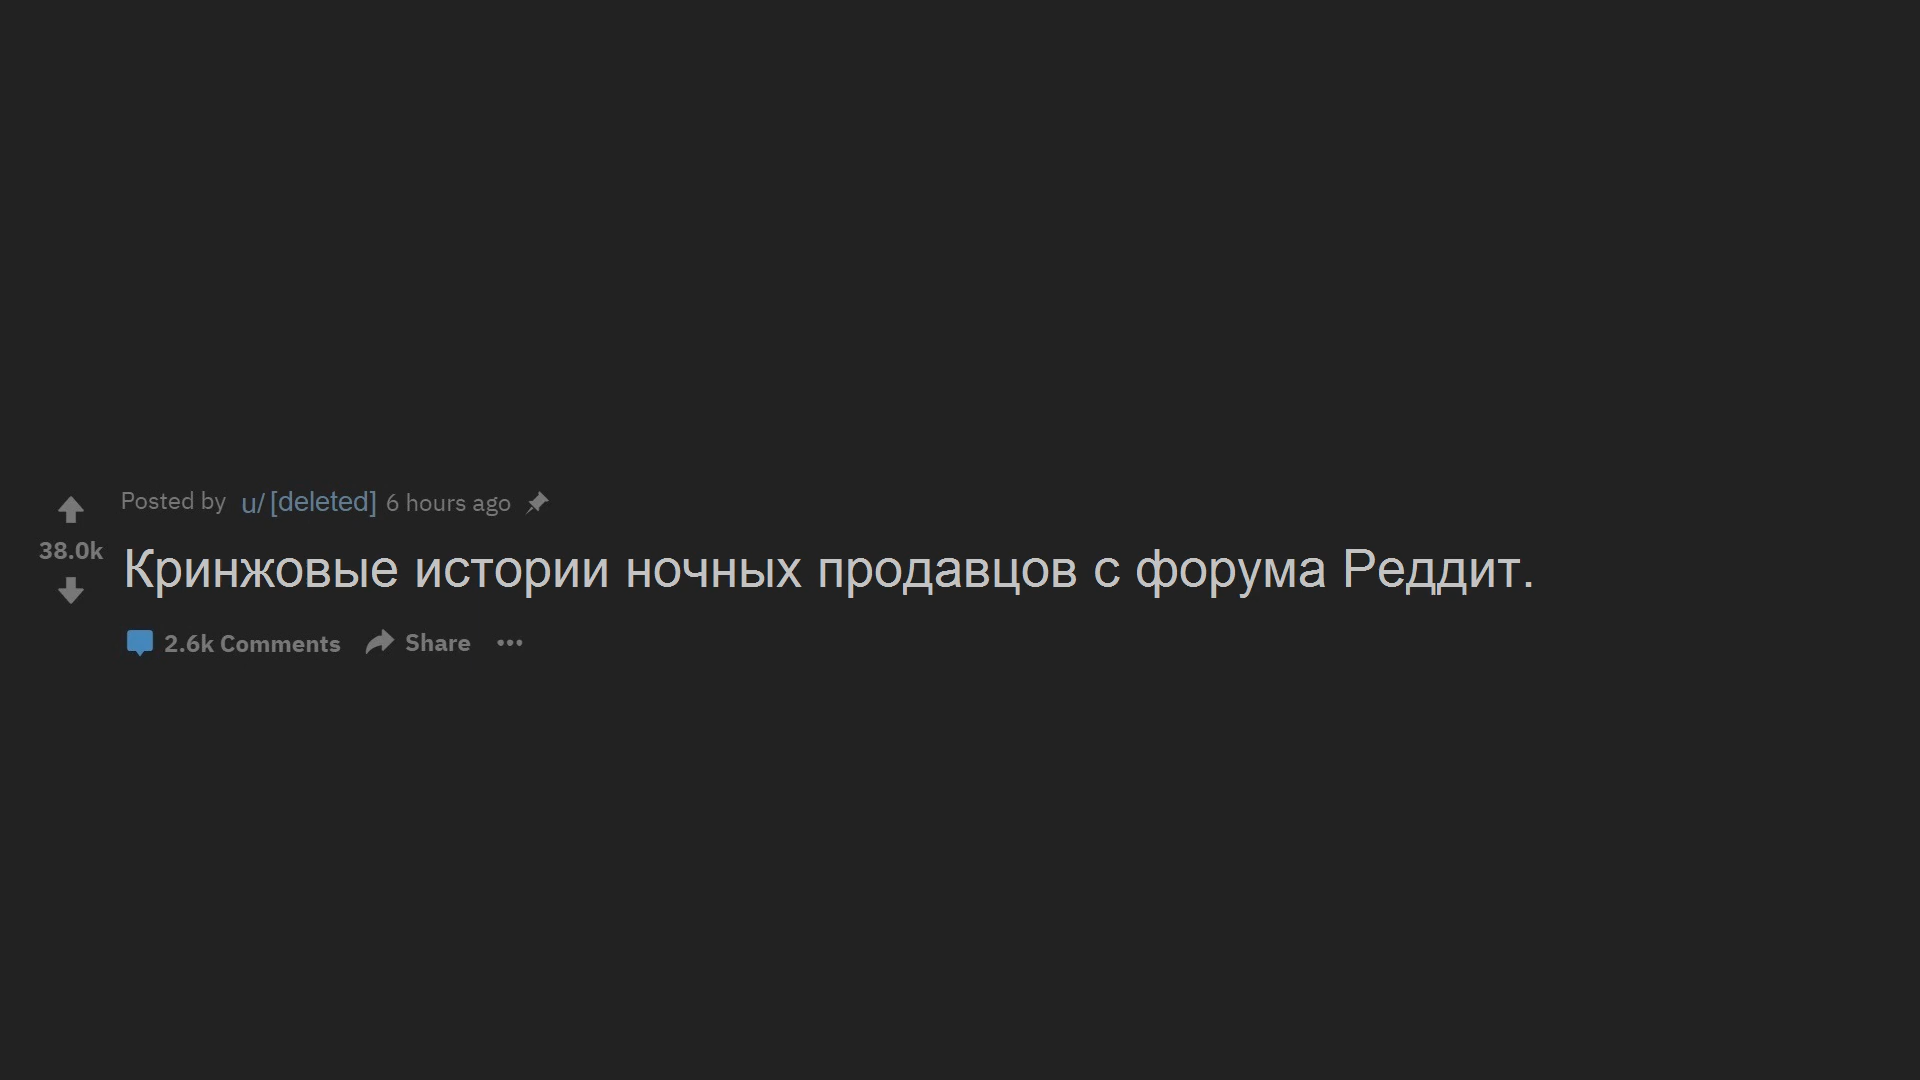 Posted by u/[deleted] 6 hours ago
38.0k
Кринжовые истории ночных продавцов с форума Реддит.
2.6k Comments Share